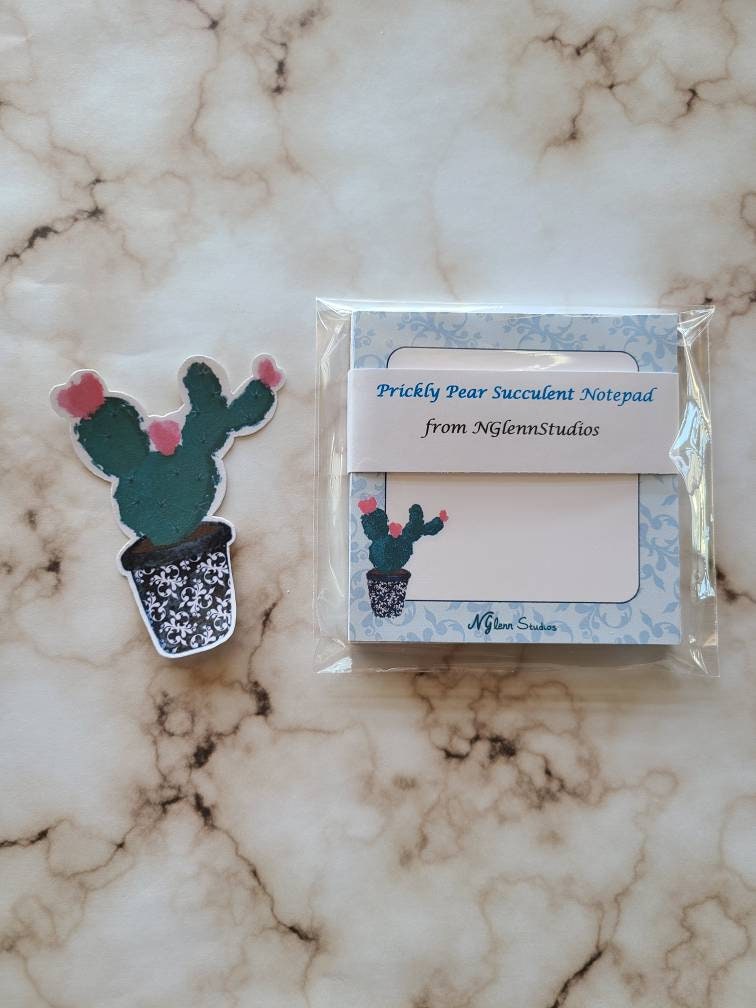 Prickly Pear Succulent Notepad
from NGlennStudios
NGlenn Studios